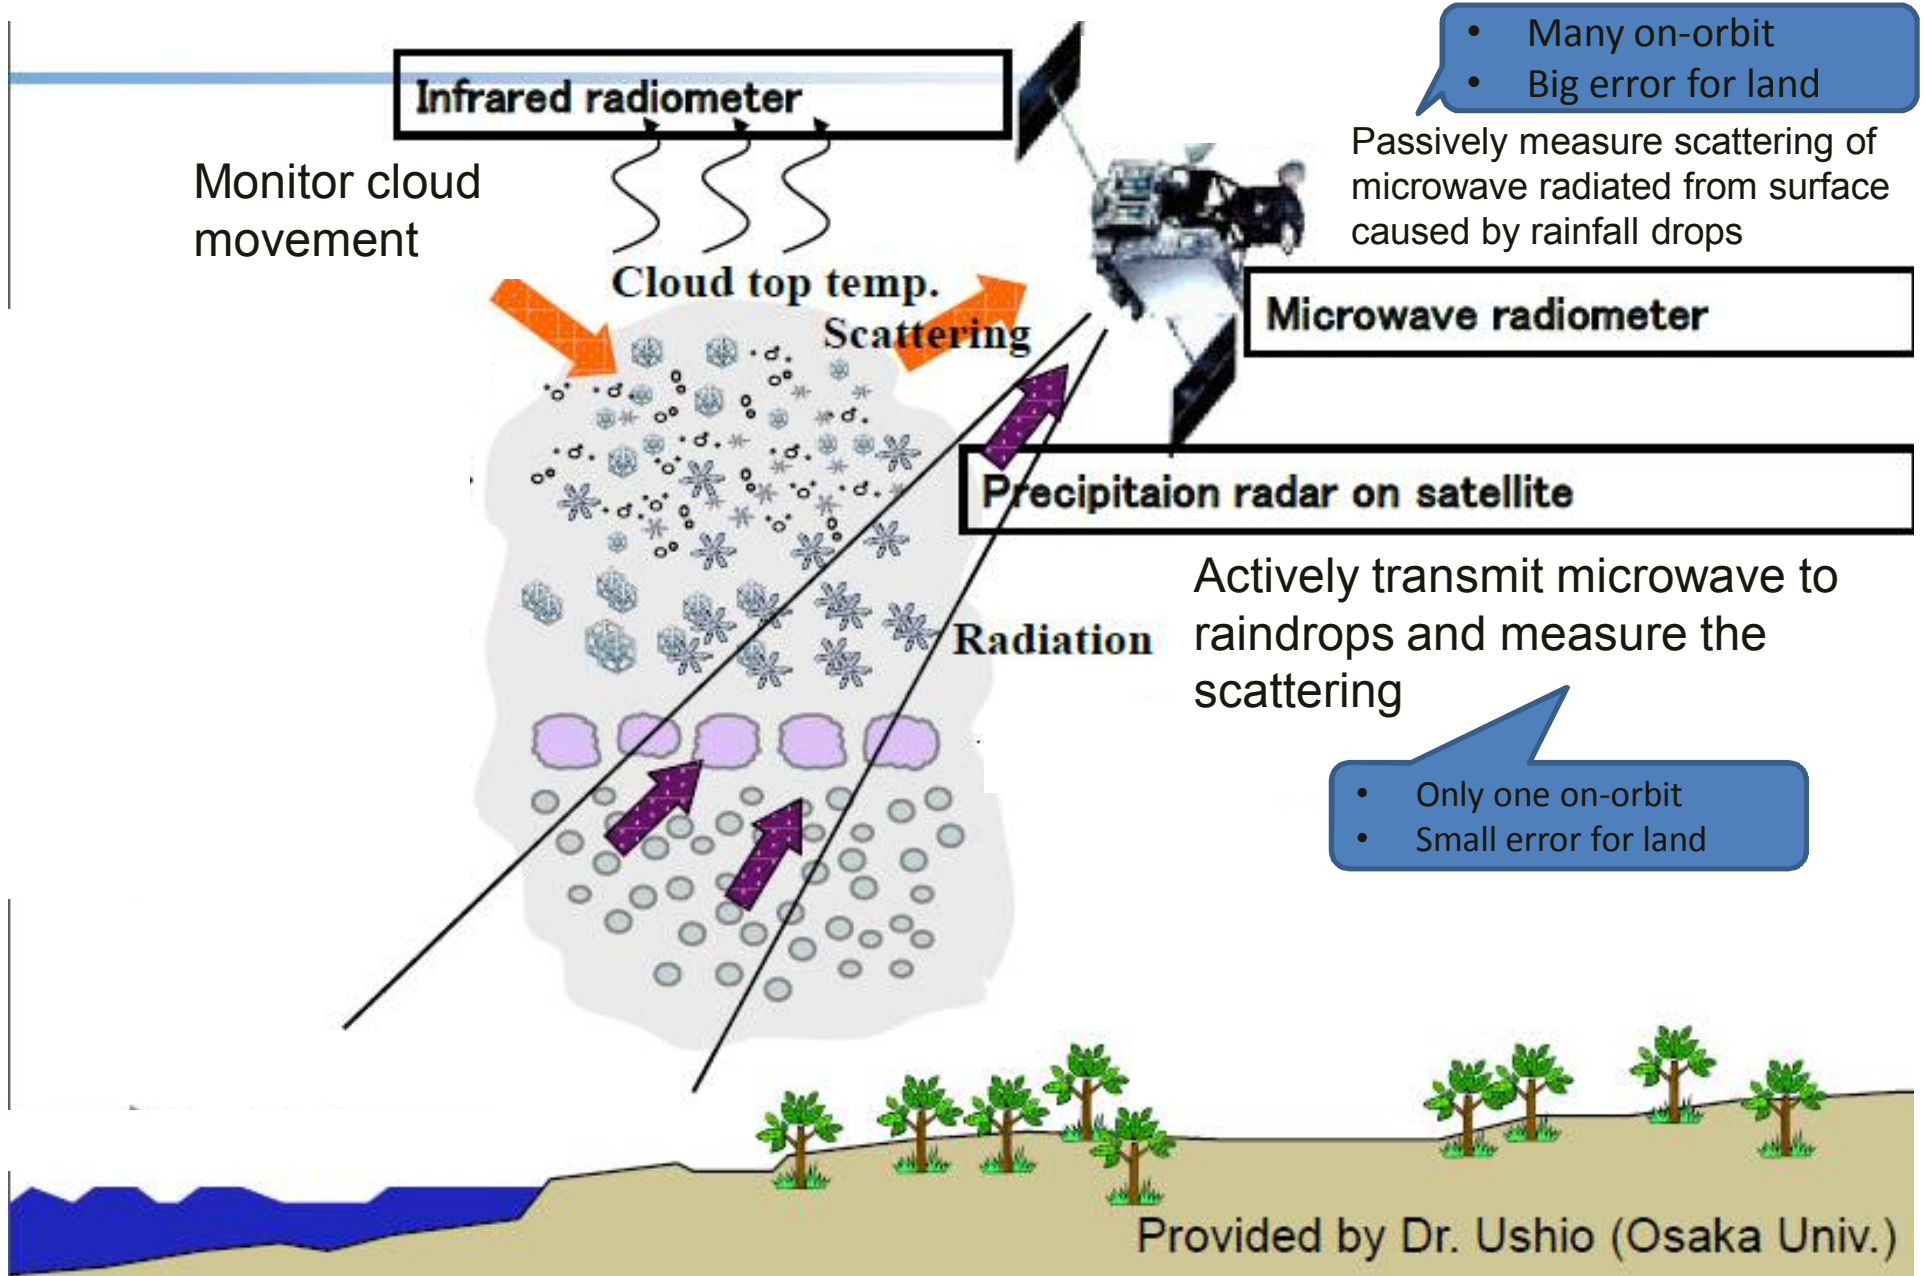 Infrared radiometer
Monitor cloud
movement
Cloud top temp.
Scattering
• Many on-orbit
• Big error for land
Passively measure scattering of
microwave radiated from surface
caused by rainfall drops
Microwave radiometer
Precipitaion radar on satellite
Actively transmit microwave to
raindrops and measure the
scattering
Radiation
• Only one on-orbit
• Small error for land
Provided by Dr. Ushio (Osaka Univ.)